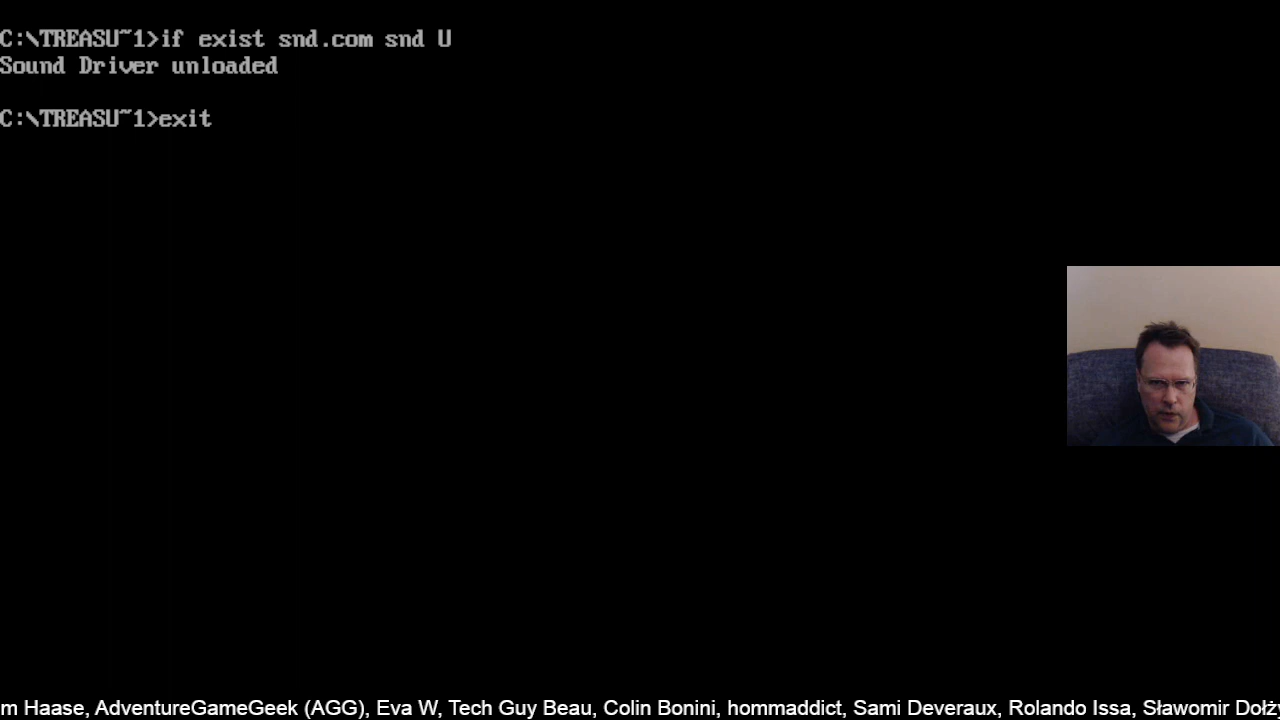 C:\TREASU~1>if exist snd.com snd U
Sound Driver unloaded
C:\TREASU~1>exit
m Haase, AdventureGameGeek (AGG), Eva W, Tech Guy Beau, Colin Bonini, hommaddict, Sami Deveraux, Rolando Issa, Sławomir Dołży